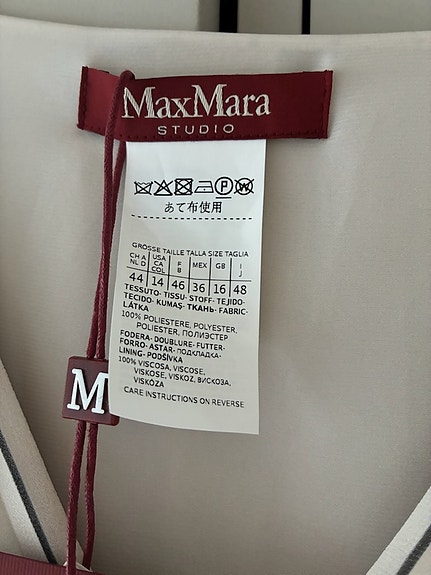 MaxMara
STUDIO
P W
あて布使用
GROSSE TAILLE TALLA SIZE TAGLIA
CH A NL D USA CA COL F B MEX GB I J
44 14 46 36 16 48
TESSUTO- TISSU- STOFF- TEJIDO-
TECIDO- KUMAŞ- ТКАНЬ- FABRIC-
LÁTKA
100% POLIESTERE, POLYESTER,
POLIESTER, ПОЛИЭСТЕР
FODERA- DOUBLURE- FUTTER-
FORRO- ASTAR- ПОДКЛАДКА-
LINING- PODŠÍVKA
100% VISCOSA, VISCOSE,
VISKOSE, VISKOZ, ВИСКОЗА,
VISKÓZA
CARE INSTRUCTIONS ON REVERSE
M